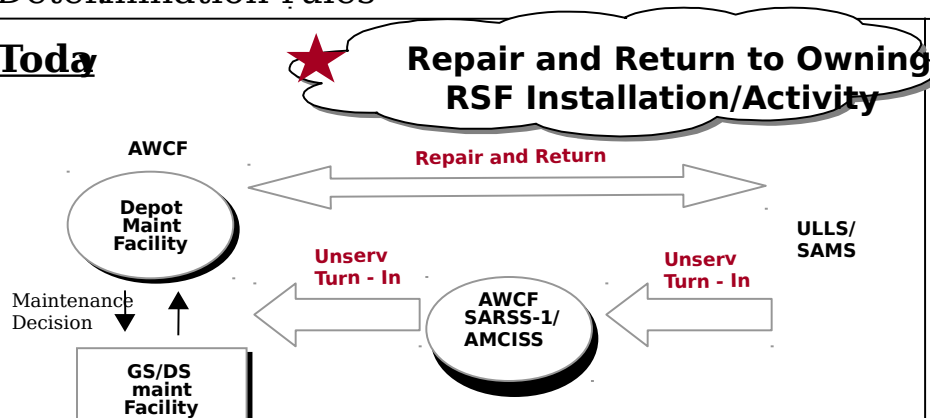 Today
Repair and Return to Owning
RSF Installation/Activity
AWCF
Repair and Return
Depot
Maint
Facility
ULLS/
SAMS
Unserv
Turn - In
Unserv
Turn - In
Maintenance
Decision
AWCF
SARSS-1/
AMCISS
GS/DS
maint
Facility